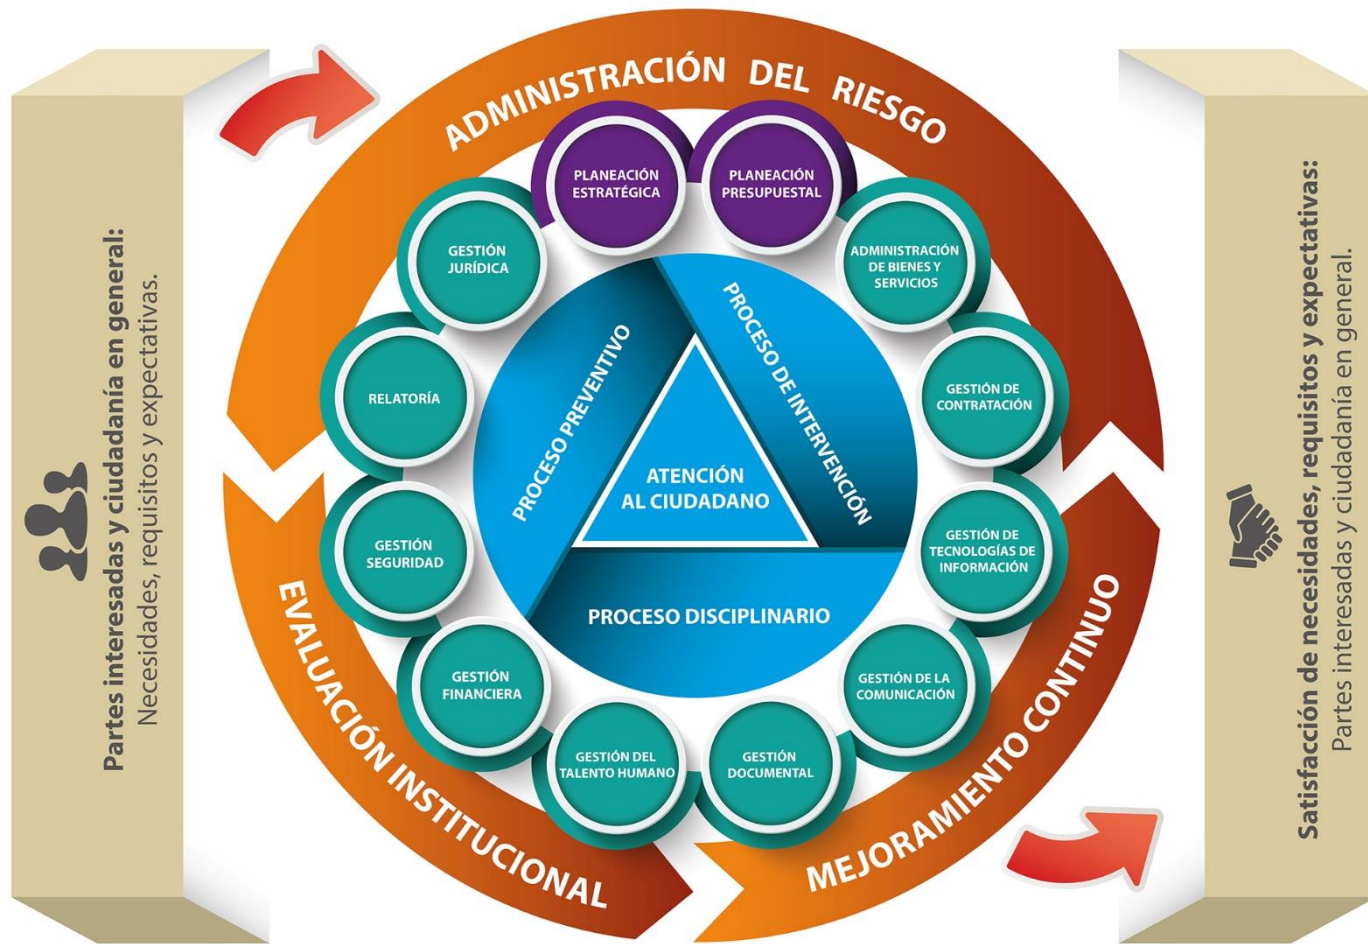 Partes interesadas y ciudadanía en general:
Necesidades, requisitos y expectativas.
ADMINISTRACIÓN DEL RIESGO
PLANEACIÓN
ESTRATÉGICA
PLANEACIÓN
PRESUPUESTAL
ADMINISTRACIÓN
DE BIENES Y
SERVICIOS
GESTIÓN DE
CONTRATACIÓN
GESTIÓN DE
TECNOLOGÍAS DE
INFORMACIÓN
GESTIÓN DE LA
COMUNICACIÓN
GESTIÓN
DOCUMENTAL
GESTIÓN DEL
TALENTO HUMANO
GESTIÓN
FINANCIERA
GESTIÓN
SEGURIDAD
RELATORÍA
GESTIÓN
JURÍDICA
PROCESO PREVENTIVO
PROCESO DE INTERVENCIÓN
ATENCIÓN
AL CIUDADANO
PROCESO DISCIPLINARIO
EVALUACIÓN INSTITUCIONAL
MEJORAMIENTO CONTINUO
Satisfacción de necesidades, requisitos y expectativas:
Partes interesadas y ciudadanía en general.